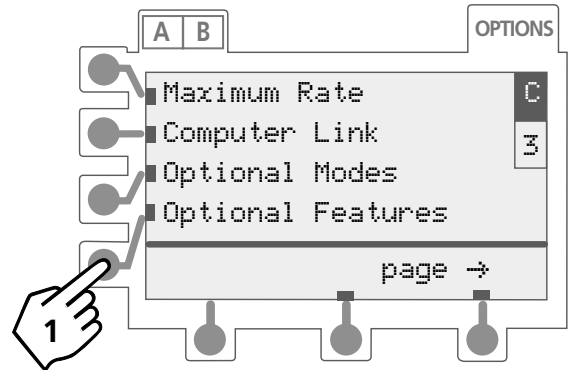 A B
OPTIONS
Maximum Rate
C
Computer Link
3
Optional Modes
Optional Features
page →
1